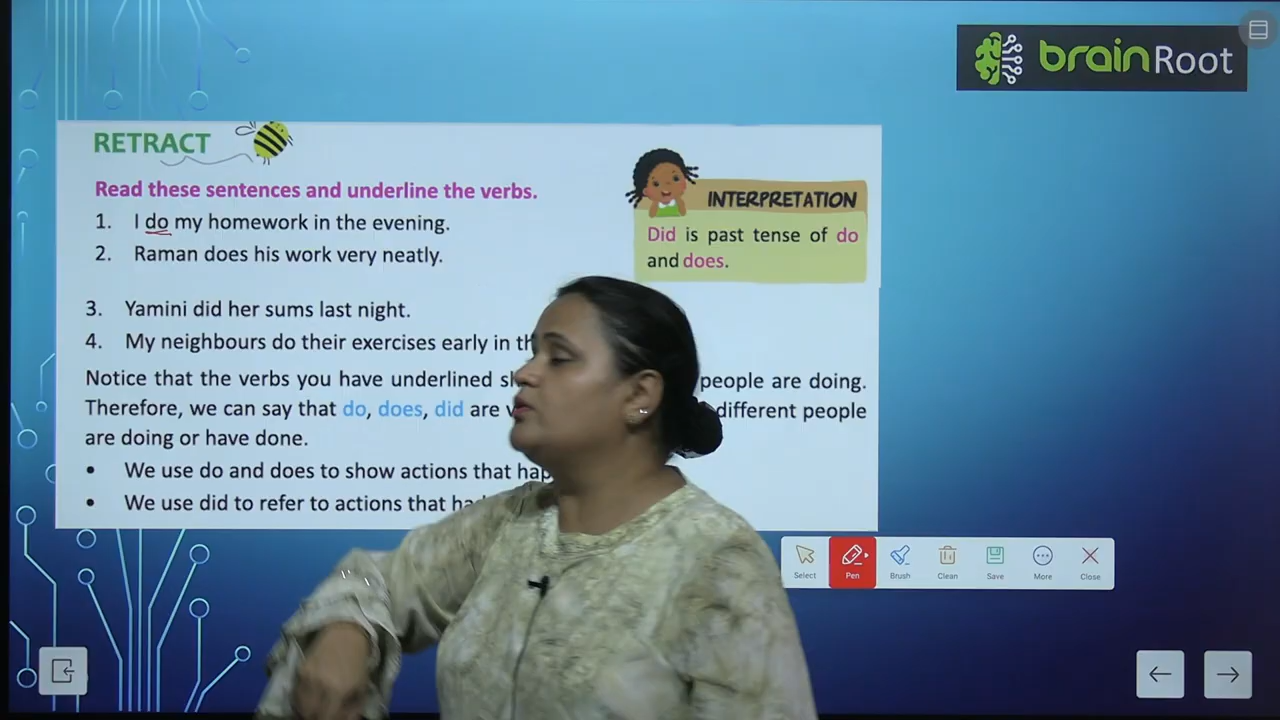 brainRoot
RETRACT
Read these sentences and underline the verbs.
1. I do my homework in the evening.
2. Raman does his work very neatly.
INTERPRETATION
Did is past tense of do
and does.
3. Yamini did her sums last night.
4. My neighbours do their exercises early in
Notice that the verbs you have underlined people are doing.
Therefore, we can say that do, does, did are different people
are doing or have done.
• We use do and does to show actions that
• We use did to refer to actions that
Select Pen Brush Clean Save More Close